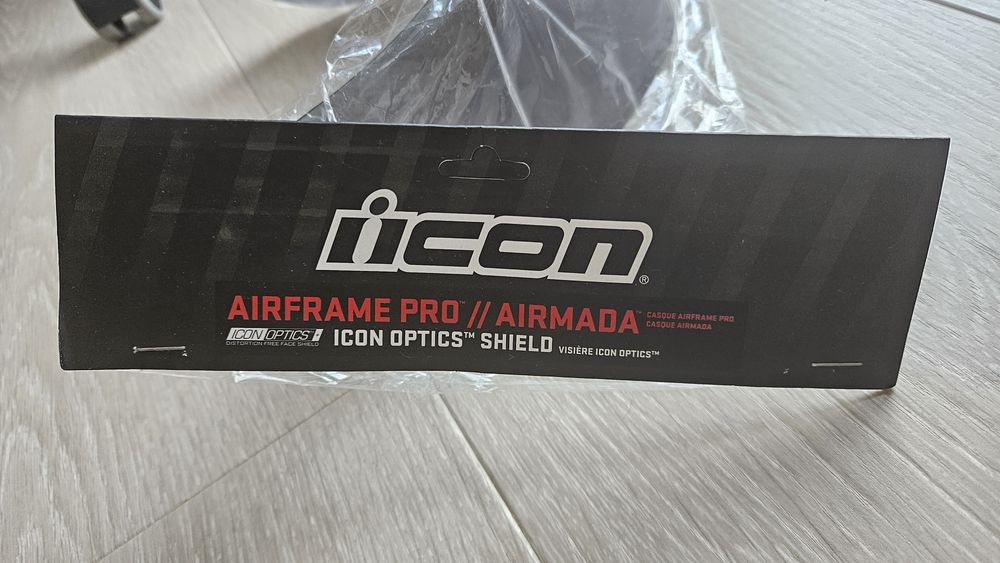 icon®
AIRFRAME PRO™ // AIRMADA™
CASQUE AIRFRAME PRO
CASQUE AIRMADA
ICON OPTICS
DISTORTION FREE FACE SHIELD
ICON OPTICS™ SHIELD
VISIÈRE ICON OPTICS™